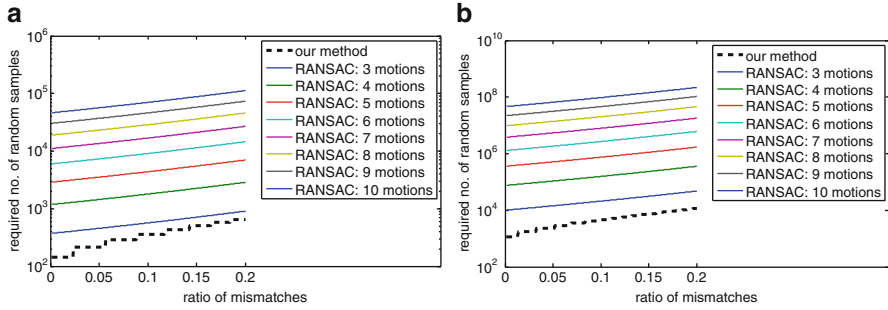 a
required no. of random samples
10^6
10^5
10^4
10^3
10^2
0
0.05
0.1
0.15
0.2
ratio of mismatches
our method
RANSAC: 3 motions
RANSAC: 4 motions
RANSAC: 5 motions
RANSAC: 6 motions
RANSAC: 7 motions
RANSAC: 8 motions
RANSAC: 9 motions
RANSAC: 10 motions
b
required no. of random samples
10^10
10^8
10^6
10^4
10^2
0
0.05
0.1
0.15
0.2
ratio of mismatches
our method
RANSAC: 3 motions
RANSAC: 4 motions
RANSAC: 5 motions
RANSAC: 6 motions
RANSAC: 7 motions
RANSAC: 8 motions
RANSAC: 9 motions
RANSAC: 10 motions